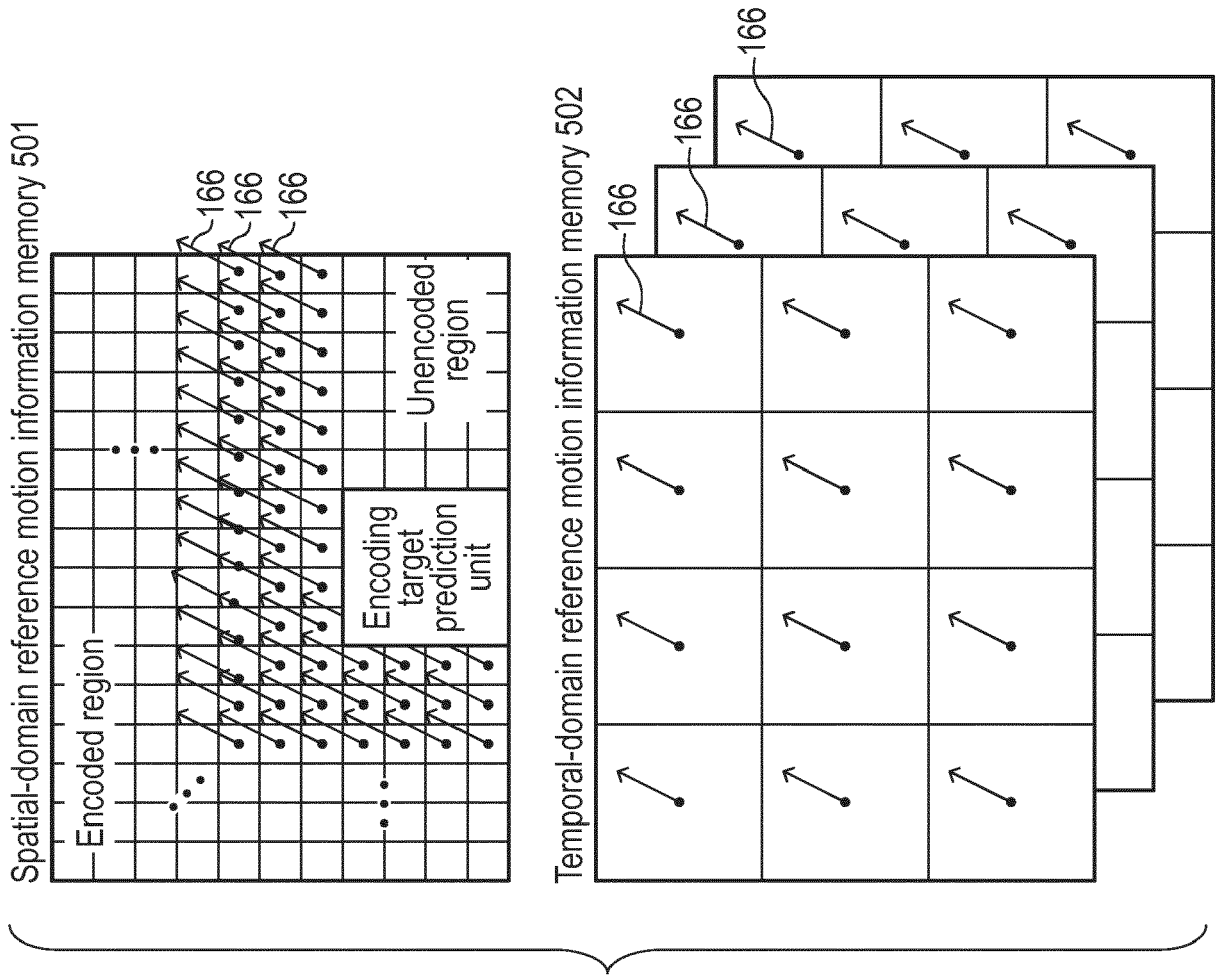 Spatial-domain reference motion information memory 501
166
166
166
Encoded region
Unencoded
region
Encoding
target
prediction
unit
Temporal-domain reference motion information memory 502
166
166
166